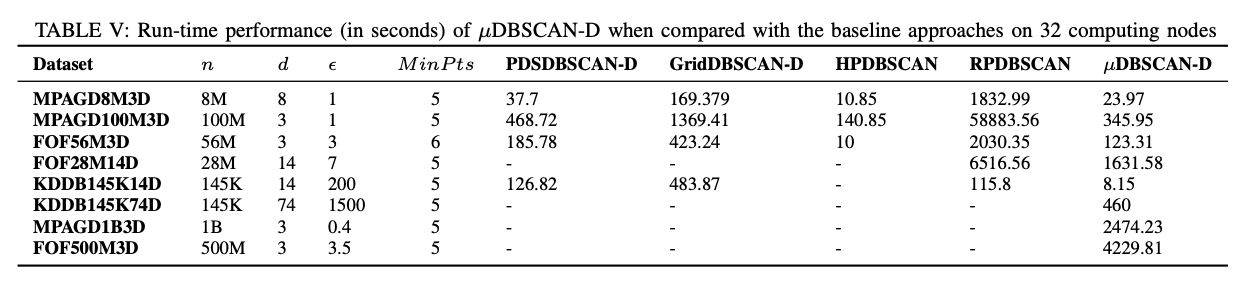 TABLE V: Run-time performance (in seconds) of μDBSCAN-D when compared with the baseline approaches on 32 computing nodes
Dataset n d ϵ MinPts PDSDBSCAN-D GridDBSCAN-D HPDBSCAN RPDBSCAN μDBSCAN-D
MPAGD8M3D 8M 8 1 5 37.7 169.379 10.85 1832.99 23.97
MPAGD100M3D 100M 3 1 5 468.72 1369.41 140.85 58883.56 345.95
FOF56M3D 56M 3 3 6 185.78 423.24 10 2030.35 123.31
FOF28M14D 28M 14 7 5 - - - 6516.56 1631.58
KDDB145K14D 145K 14 200 5 126.82 483.87 - 115.8 8.15
KDDB145K74D 145K 74 1500 5 - - - - 460
MPAGD1B3D 1B 3 0.4 5 - - - - 2474.23
FOF500M3D 500M 3 3.5 5 - - - - 4229.81